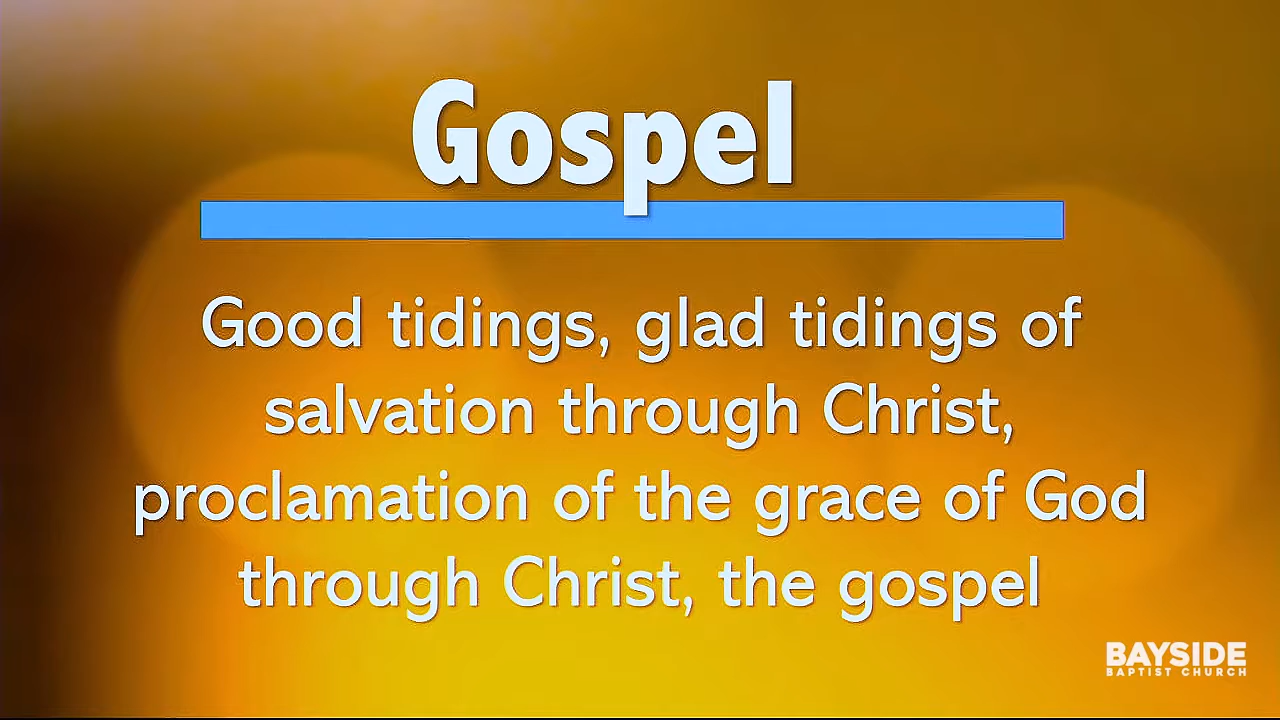 Gospel
Good tidings, glad tidings of
salvation through Christ,
proclamation of the grace of God
through Christ, the gospel
BAYSIDE
BAPTIST CHURCH